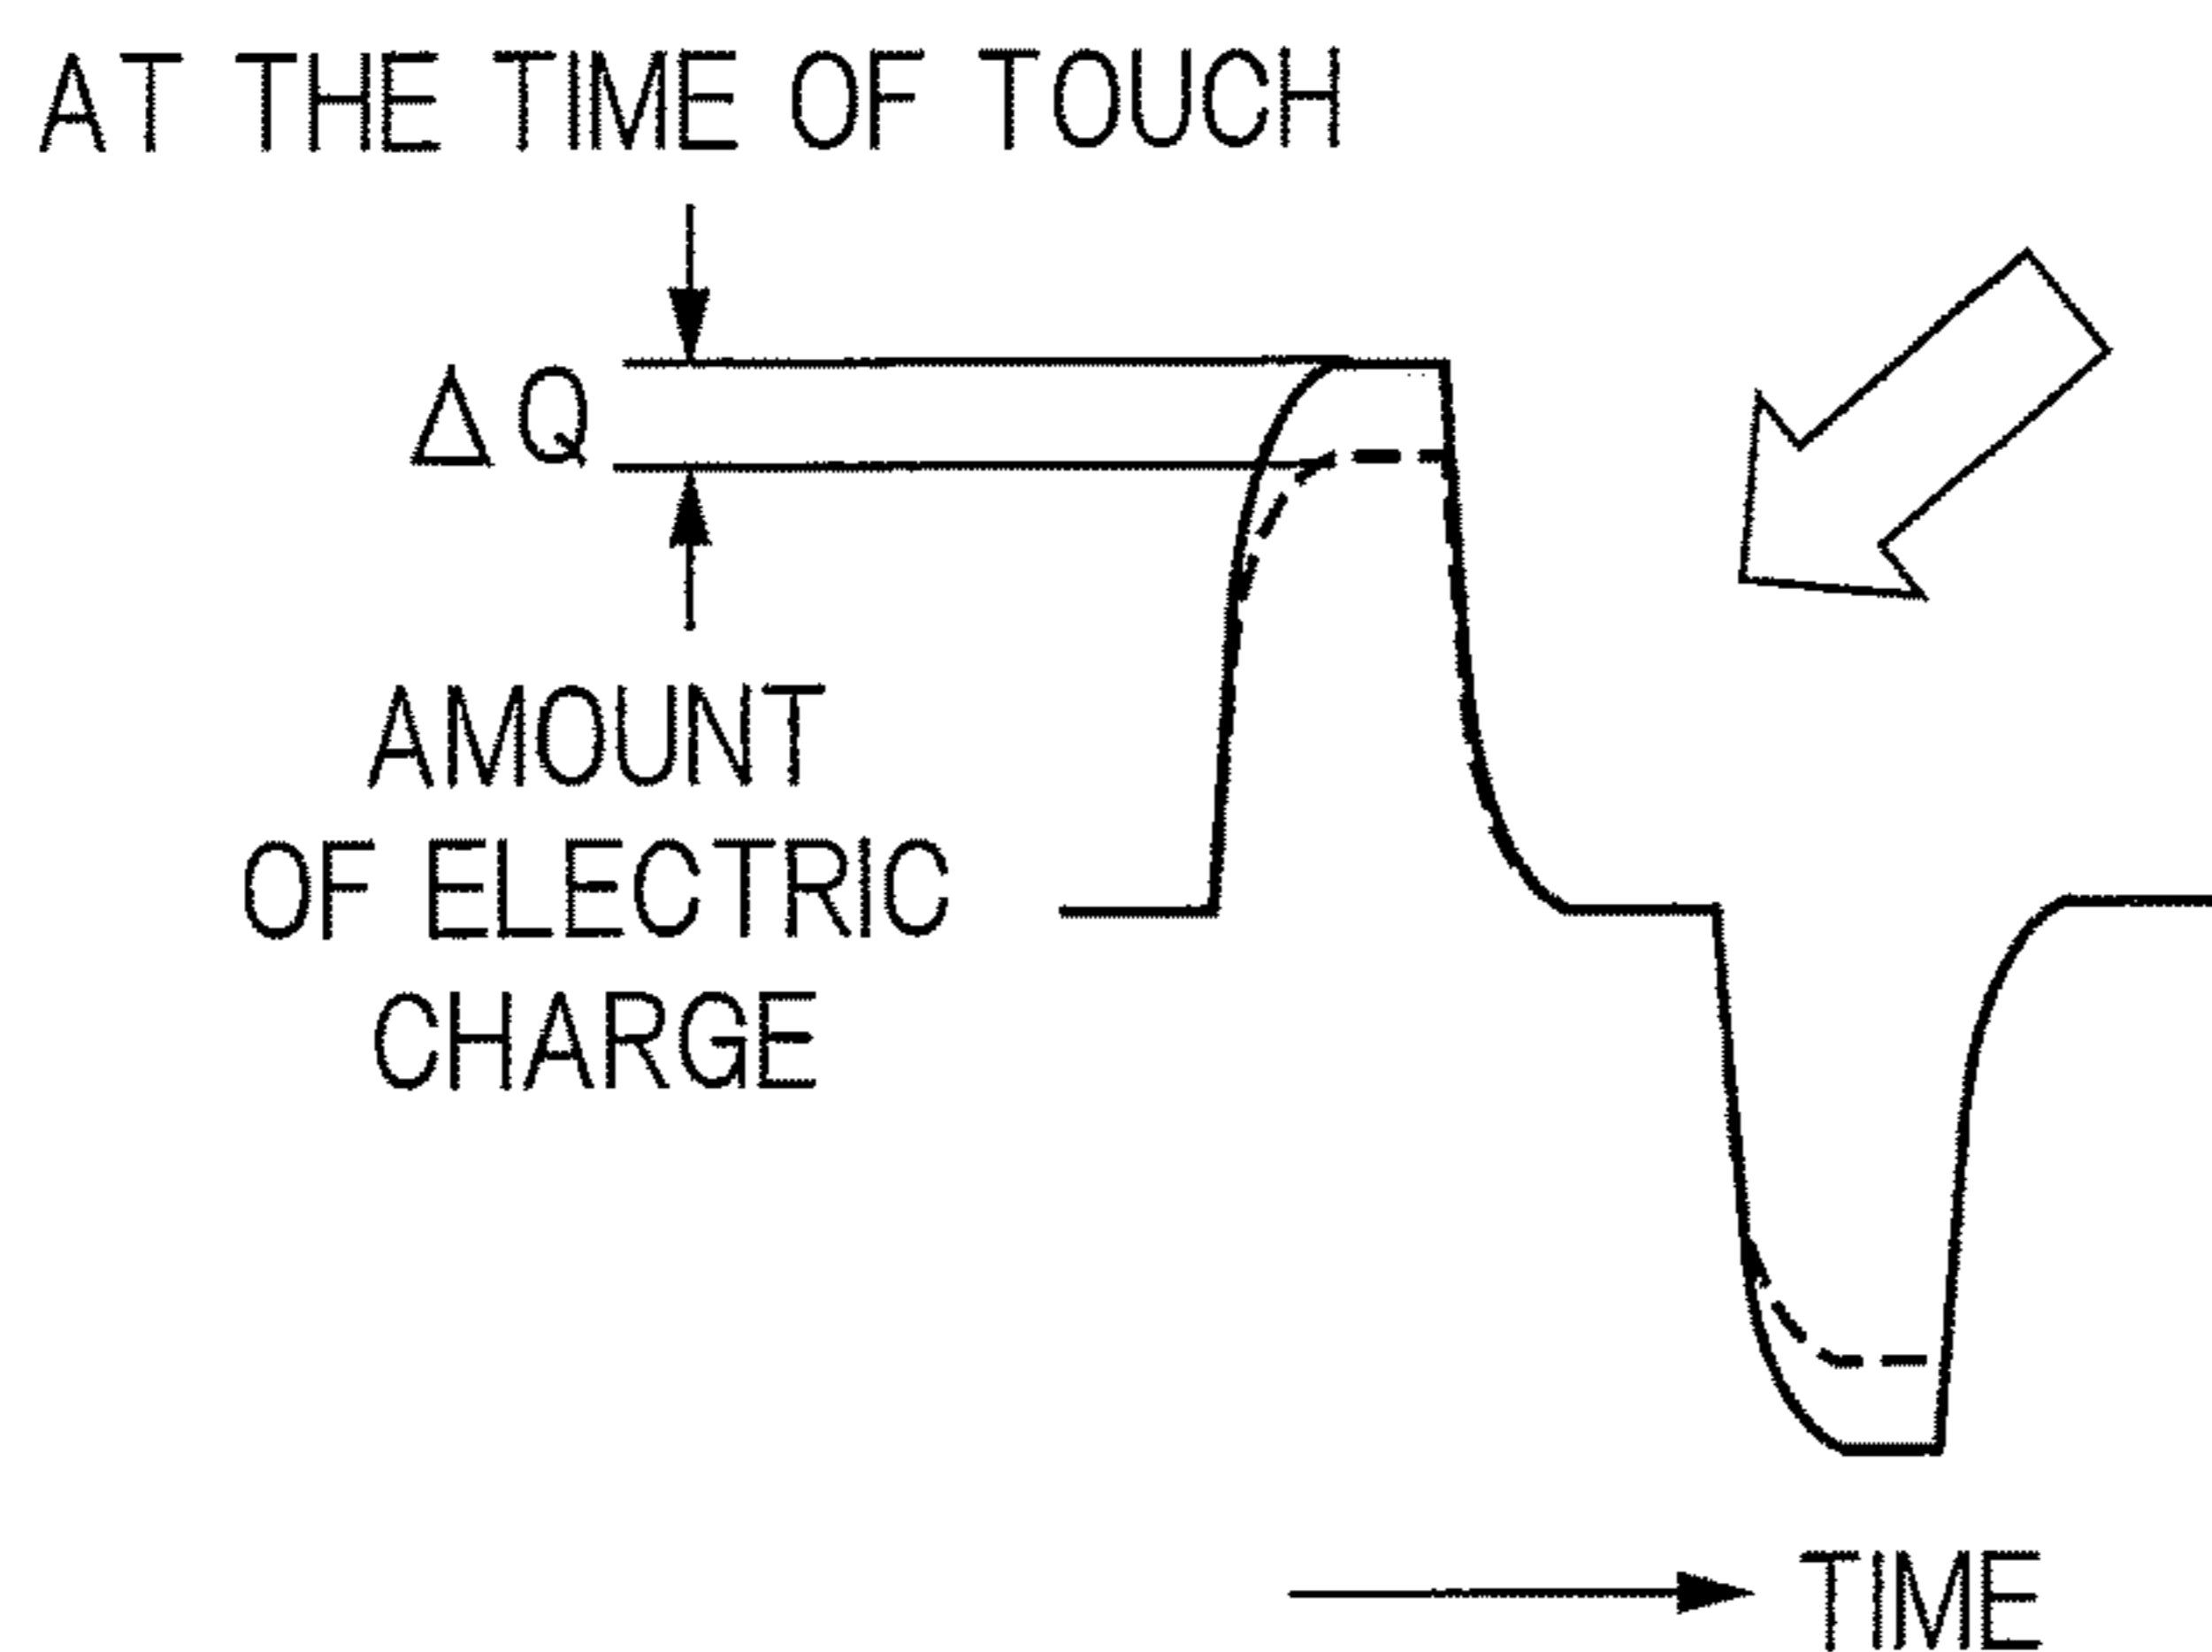 AT THE TIME OF TOUCH
ΔQ
AMOUNT
OF ELECTRIC
CHARGE
TIME